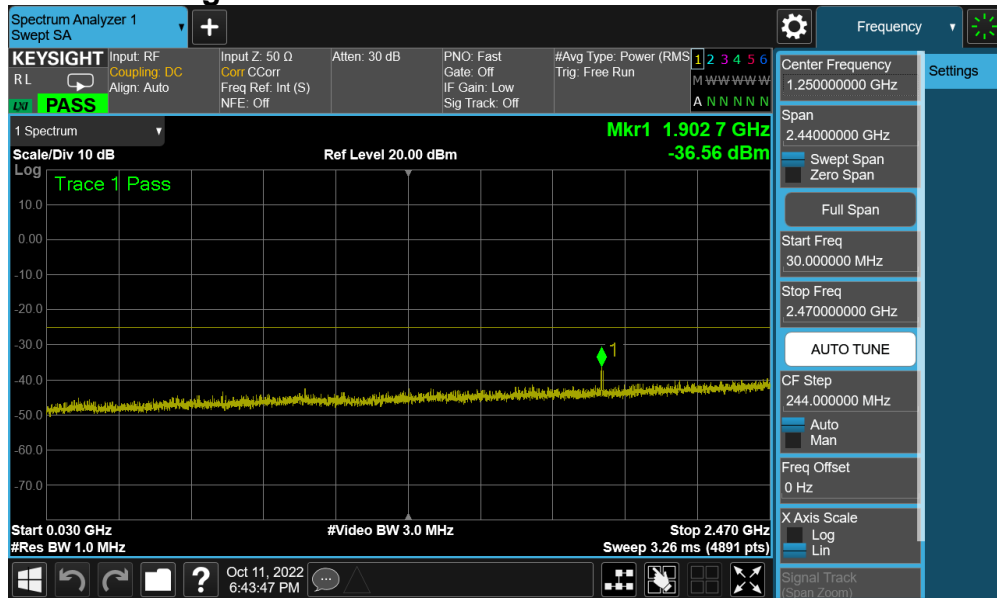 Spectrum Analyzer 1
Swept SA
+
Frequency
KEYSIGHT
R L
LXI PASS
Input: RF
Coupling: DC
Align: Auto
Input Z: 50 Ω
Corr CCorr
Freq Ref: Int (S)
NFE: Off
Atten: 30 dB
PNO: Fast
Gate: Off
IF Gain: Low
Sig Track: Off
#Avg Type: Power (RMS
Trig: Free Run
1 2 3 4 5 6
M W W W W W
A N N N N N
1 Spectrum
Scale/Div 10 dB
Ref Level 20.00 dBm
Mkr1 1.902 7 GHz
-36.56 dBm
Log
Trace 1 Pass
10.0
0.00
-10.0
-20.0
-30.0
-40.0
-50.0
-60.0
-70.0
1
Start 0.030 GHz
#Res BW 1.0 MHz
#Video BW 3.0 MHz
Stop 2.470 GHz
Sweep 3.26 ms (4891 pts)
Center Frequency
1.250000000 GHz
Span
2.44000000 GHz
Swept Span
Zero Span
Full Span
Start Freq
30.000000 MHz
Stop Freq
2.470000000 GHz
AUTO TUNE
CF Step
244.000000 MHz
Auto
Man
Freq Offset
0 Hz
X Axis Scale
Log
Lin
Signal Track
(Span Zoom)
Settings
?
Oct 11, 2022
6:43:47 PM